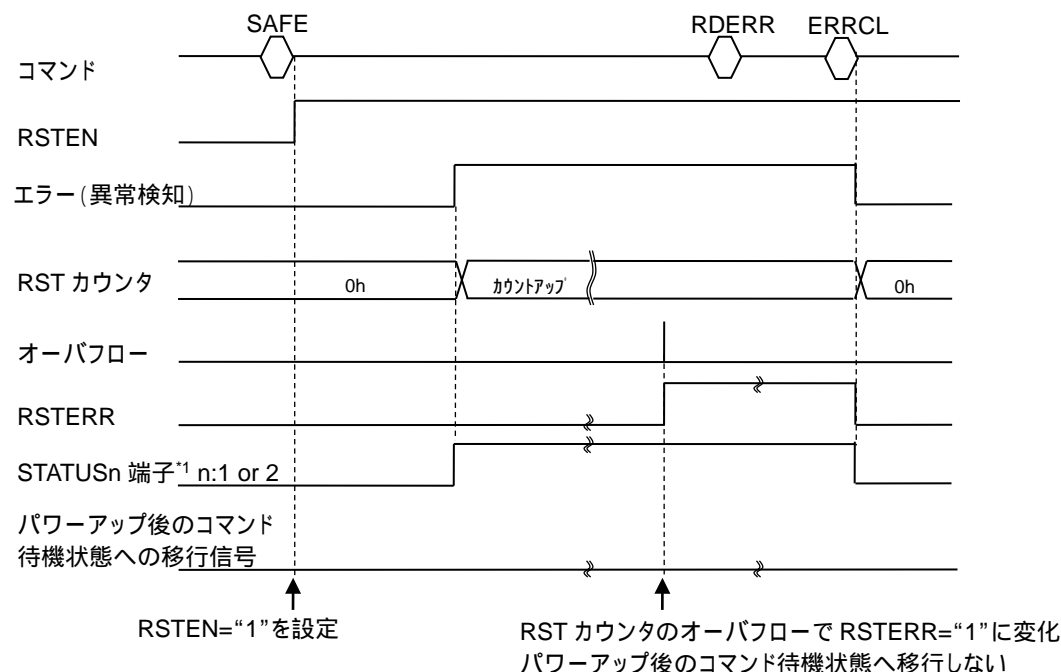 SAFE RDERR ERRCL
コマンド
RSTEN
エラー(異常検知)
RST カウンタ 0h カウントアップ 0h
オーバフロー
RSTERR
STATUSn 端子*1 n:1 or 2
パワーアップ後のコマンド
待機状態への移行信号
RSTEN=“1”を設定
RST カウンタのオーバフローで RSTERR=“1”に変化
パワーアップ後のコマンド待機状態へ移行しない